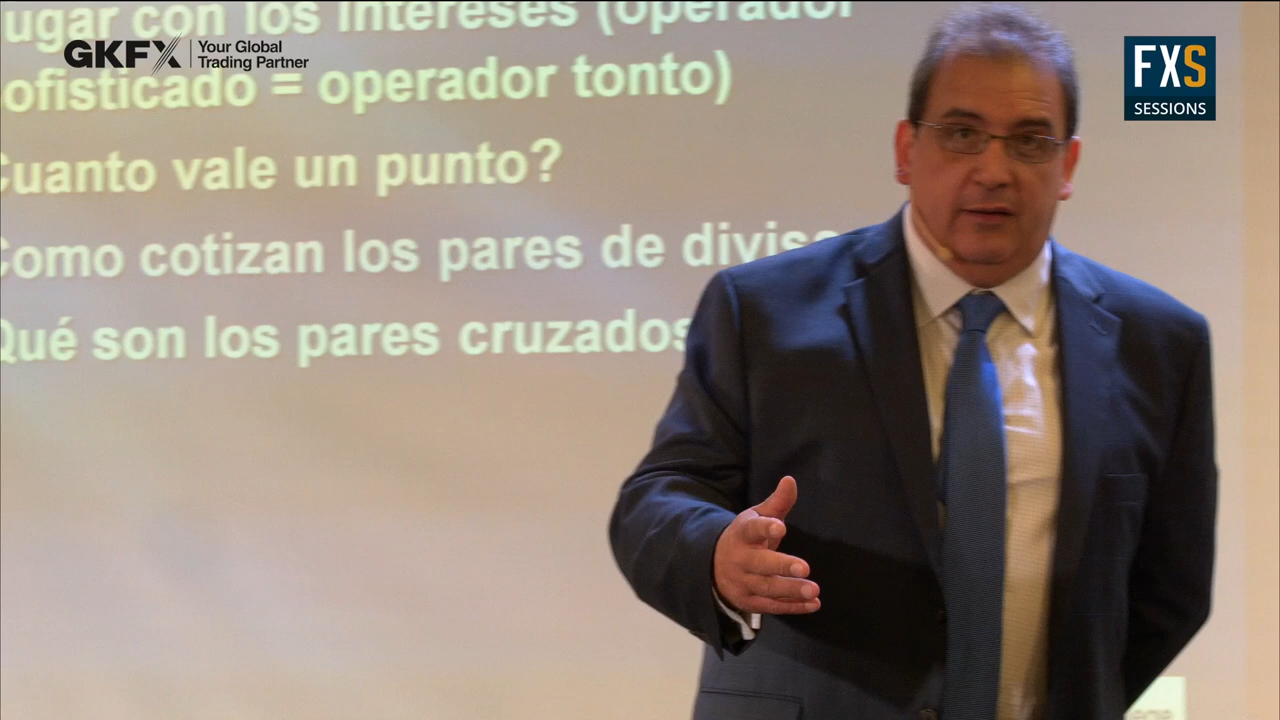 ugar con los intereses (operador
ofisticado = operador tonto)
Cuanto vale un punto?
Como cotizan los pares de divisa
Qué son los pares cruzados
GKFX
Your Global
Trading Partner
FXS
SESSIONS